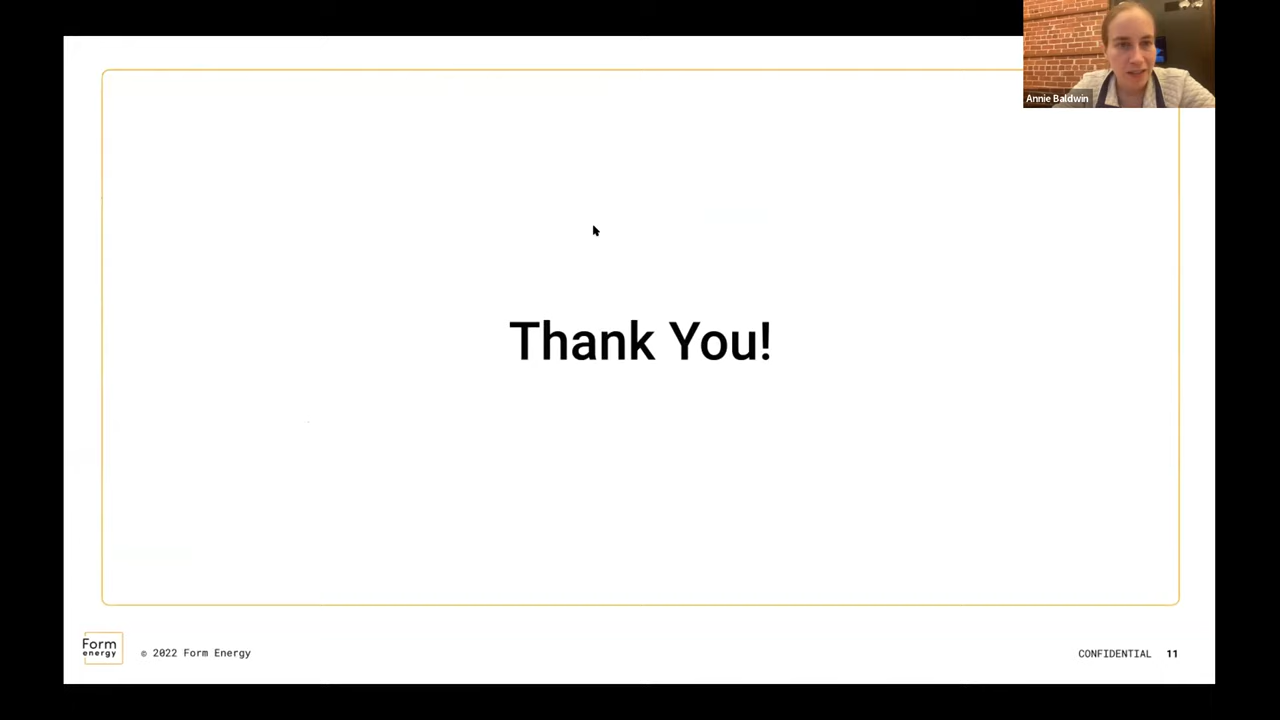 Annie Baldwin
Thank You!
Form
energy
© 2022 Form Energy
CONFIDENTIAL 11